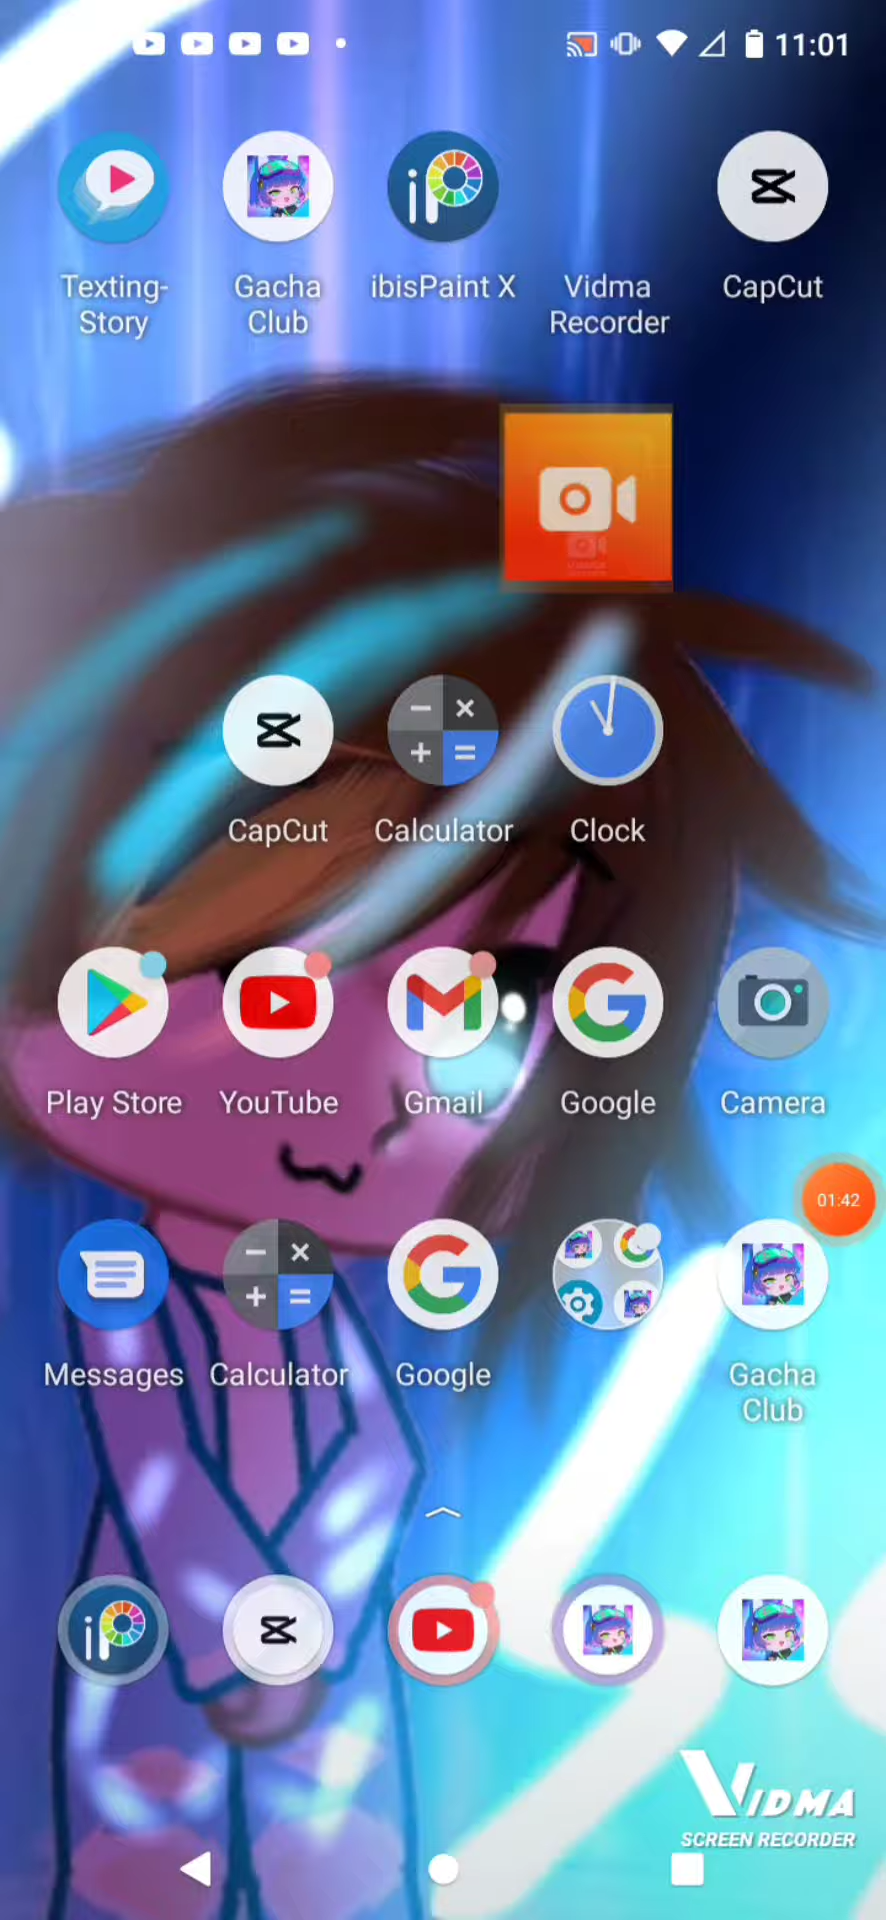 11:01
Texting-
Story
Gacha
Club
ibisPaint X
Vidma
Recorder
CapCut
CapCut
Calculator
Clock
Play Store
YouTube
Gmail
Google
Camera
01:42
Messages
Calculator
Google
Gacha
Club
VIDMA
SCREEN RECORDER